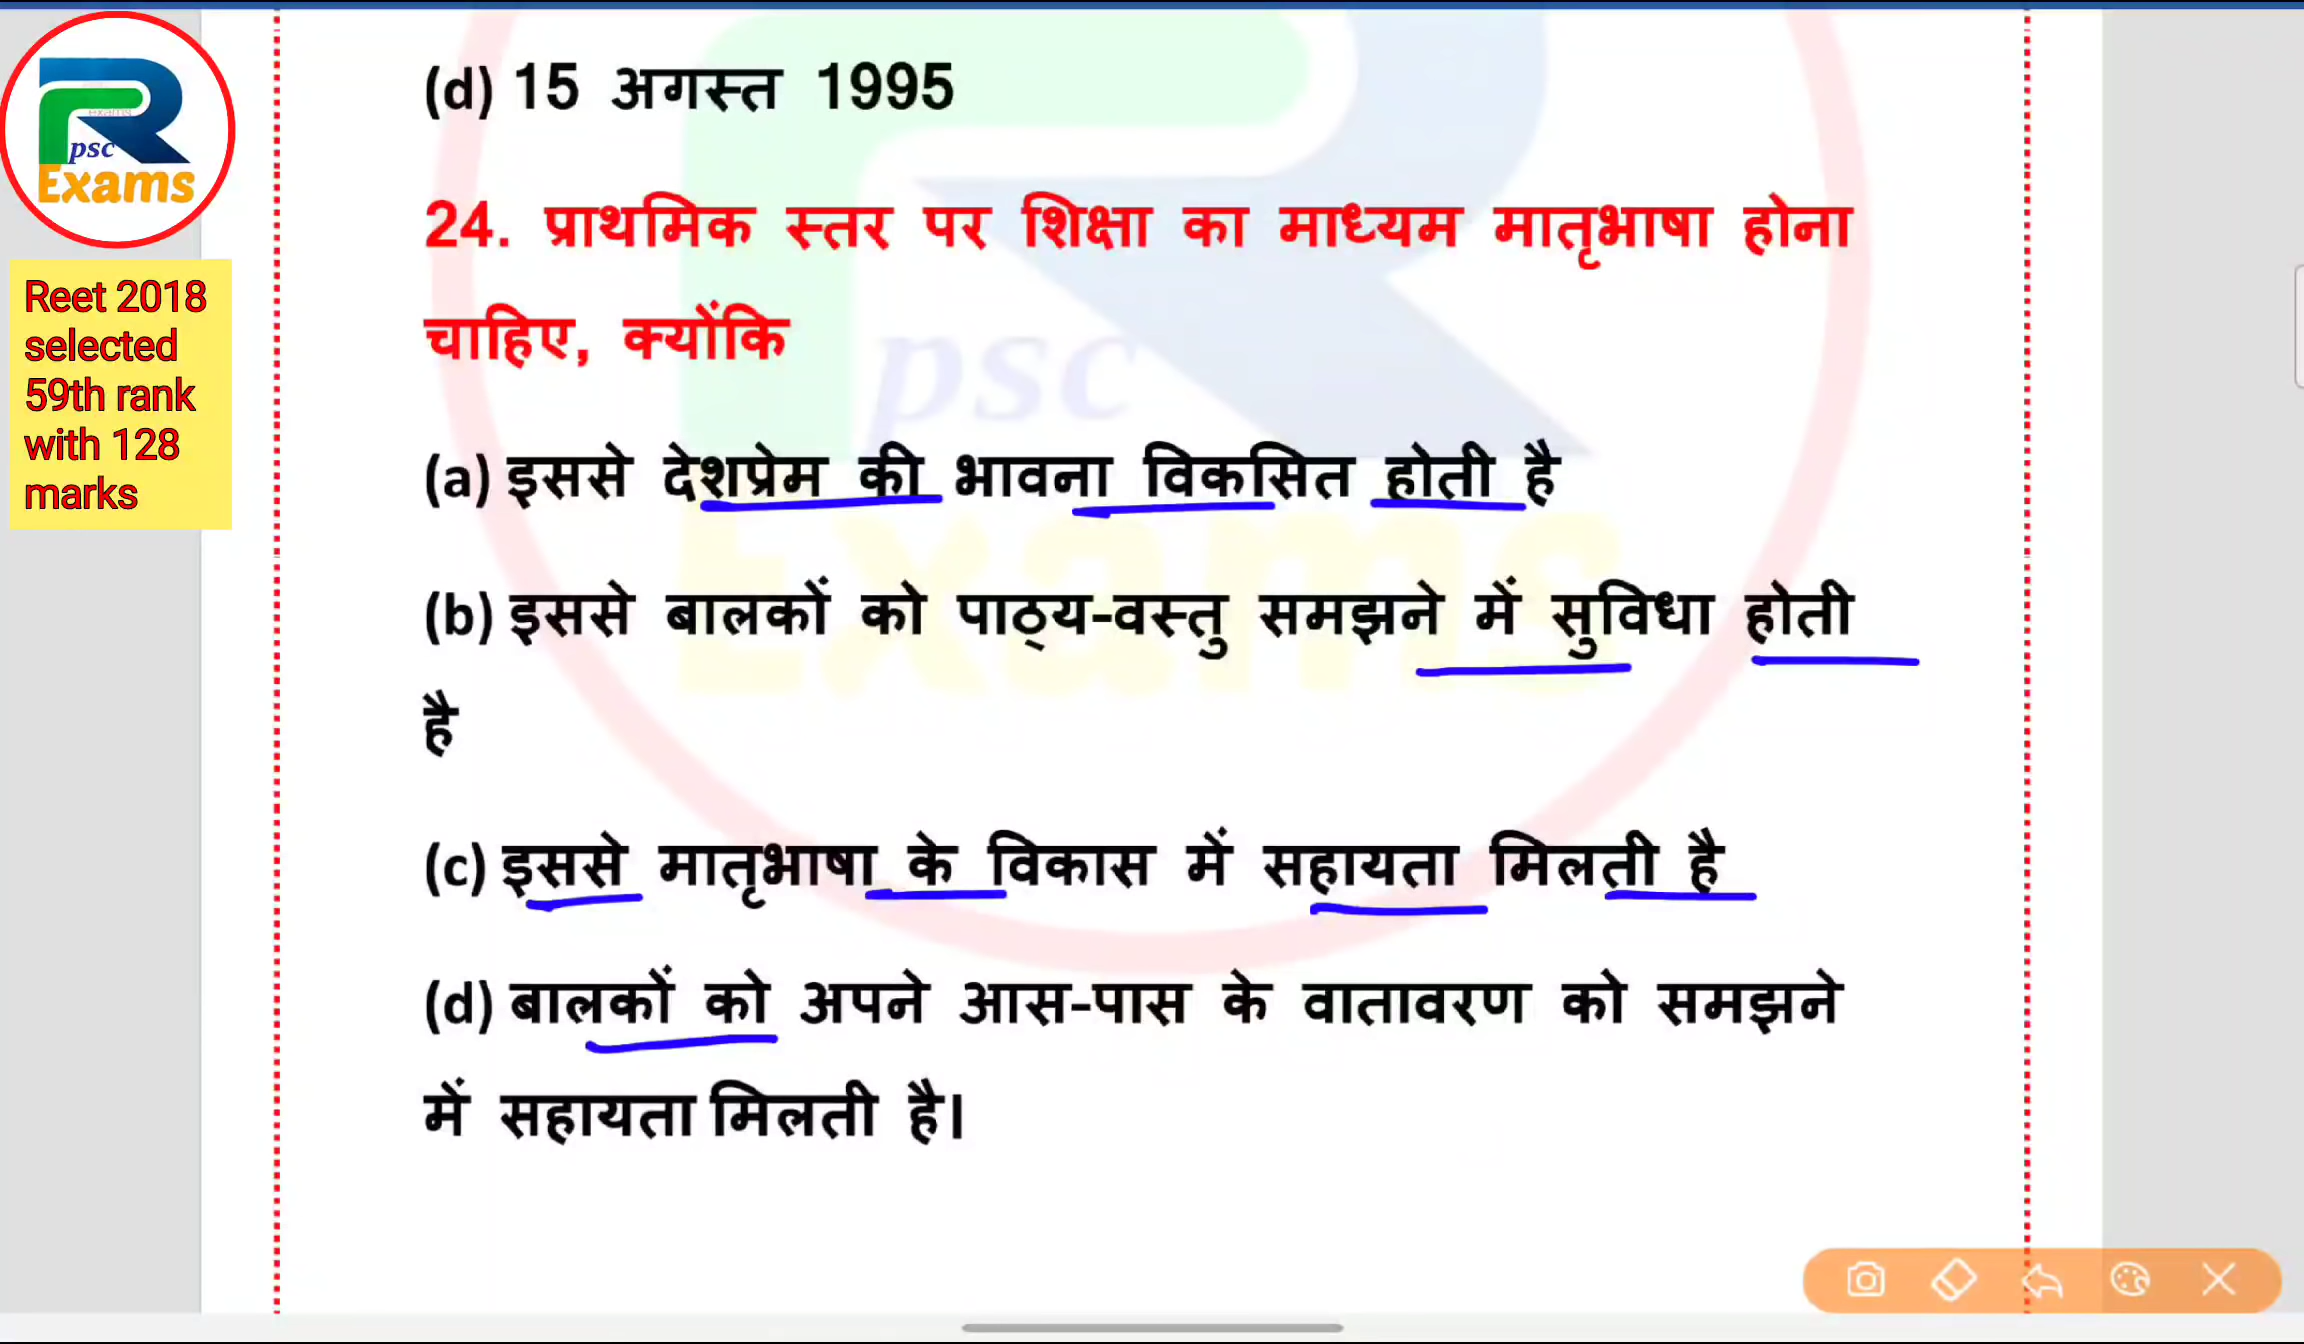 psc
Exams
Reet 2018
selected
59th rank
with 128
marks
(d) 15 अगस्त 1995
24. प्राथमिक स्तर पर शिक्षा का माध्यम मातृभाषा होना
चाहिए, क्योंकि
(a) इससे देशप्रेम की भावना विकसित होती है
(b) इससे बालकों को पाठ्य-वस्तु समझने में सुविधा होती
है
(c) इससे मातृभाषा के विकास में सहायता मिलती है
(d) बालकों को अपने आस-पास के वातावरण को समझने
में सहायता मिलती है।
psc
Exams